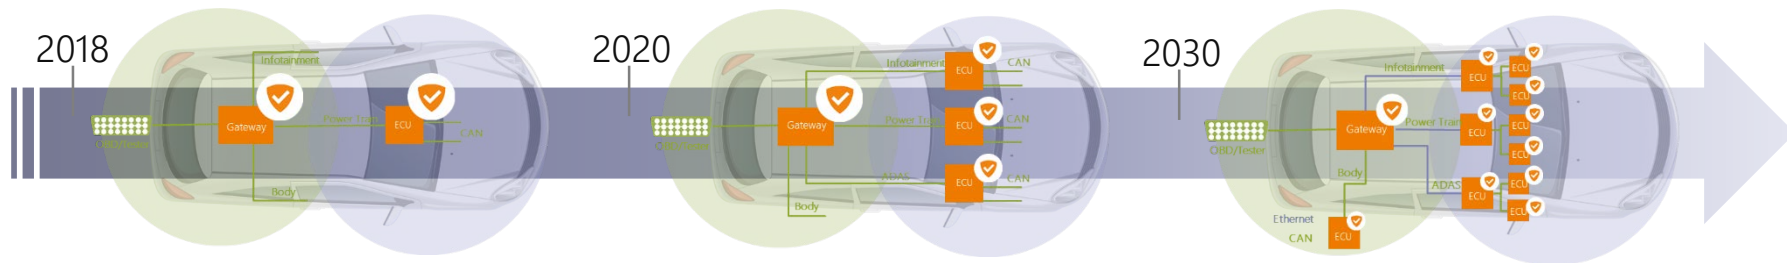 2018
Infotainment
Gateway
Power Train
ECU
CAN
OBD/Tester
Body
2020
Infotainment
ECU
CAN
Gateway
Power Train
ECU
CAN
OBD/Tester
ADAS
ECU
CAN
Body
2030
Infotainment
ECU
ECU
ECU
Gateway
Power Train
ECU
ECU
ECU
OBD/Tester
Body
ADAS
ECU
ECU
ECU
Ethernet
CAN
ECU